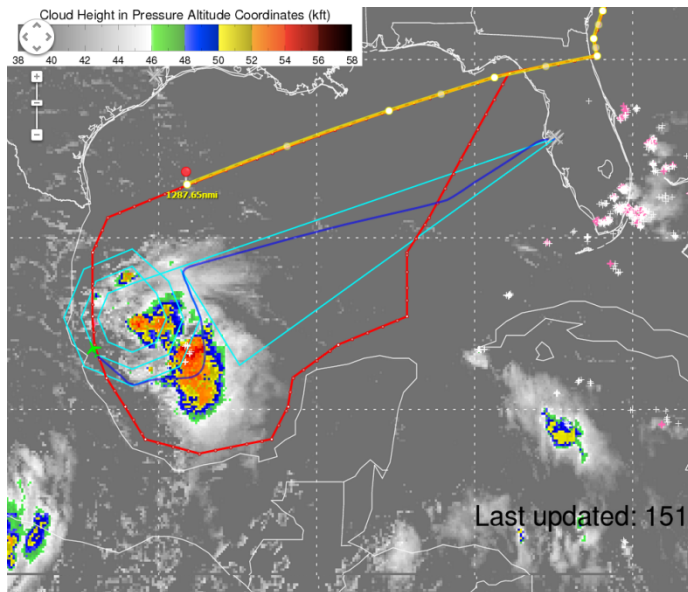 Cloud Height in Pressure Altitude Coordinates (kft)
38 40 42 44 46 48 50 52 54 56 58
1287.65nmi
Last updated: 151